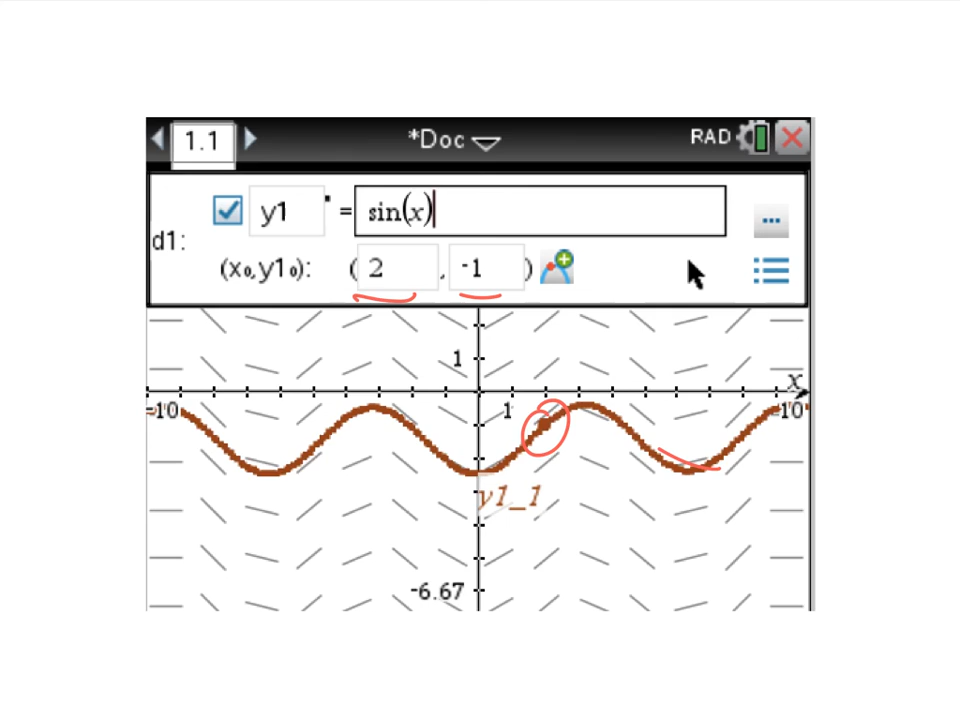 1.1 *Doc RAD
y1 ' = sin(x)
d1:
(x₀,y1₀): ( 2 , -1 )
1
x
-10 1 10
y1_1
-6.67